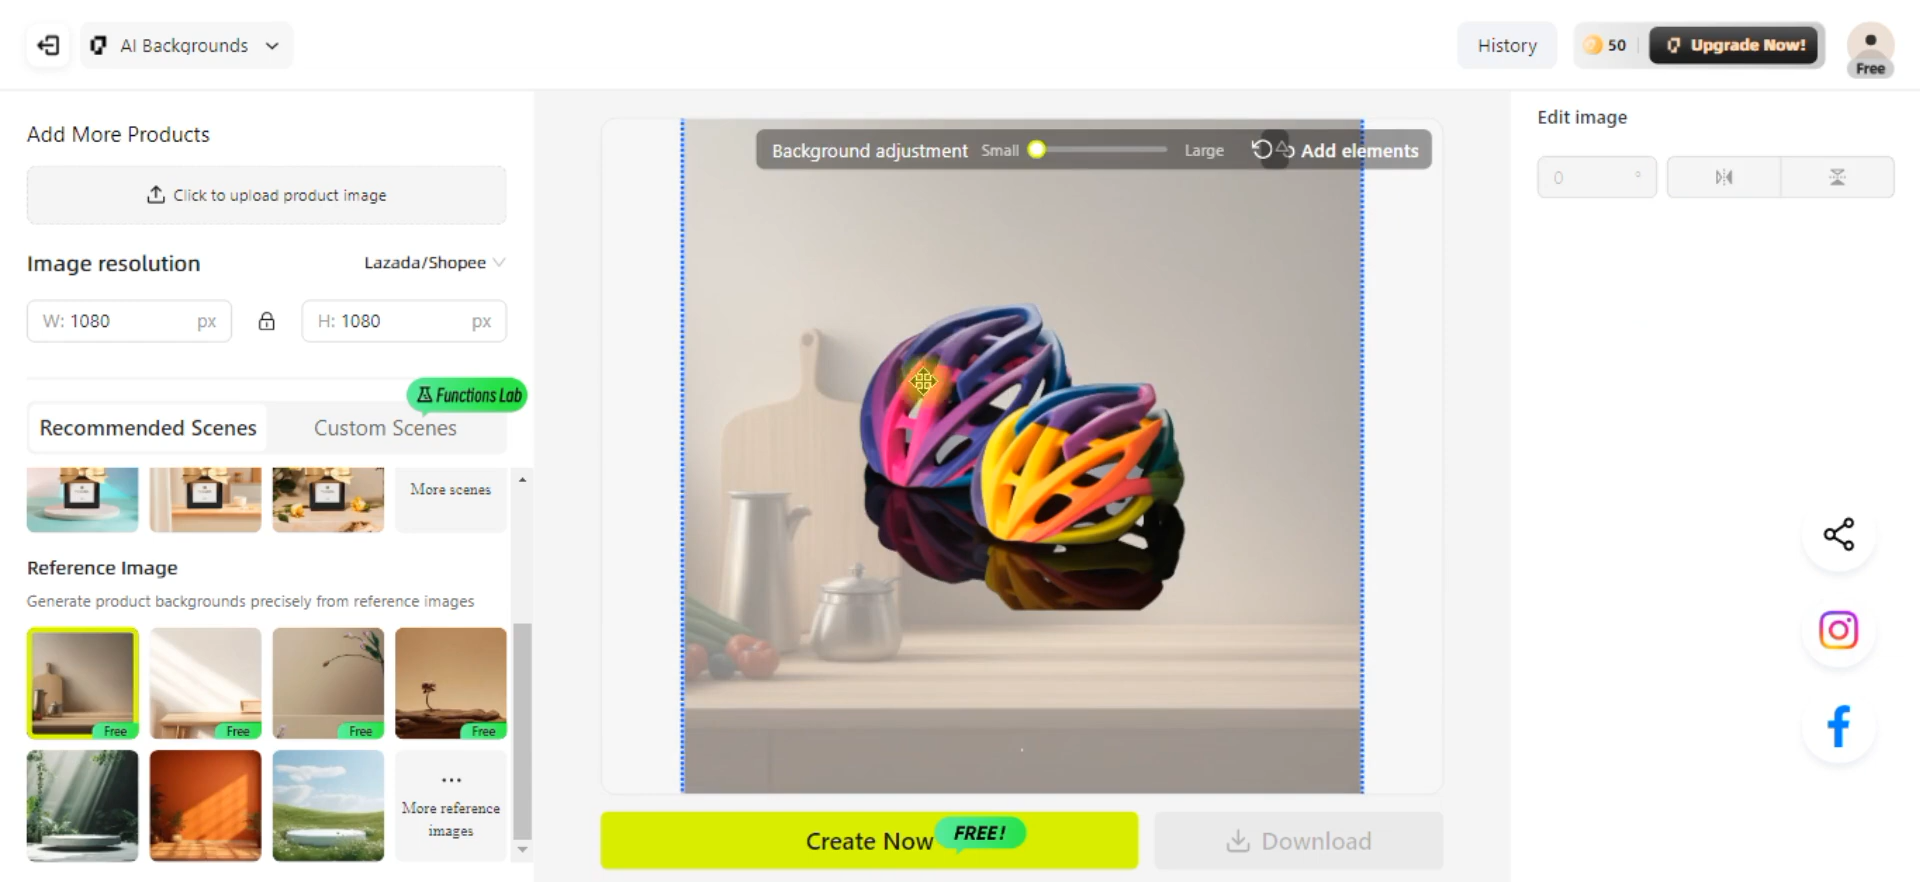 AI Backgrounds
History
50
Upgrade Now!
Free
Add More Products
Click to upload product image
Image resolution
Lazada/Shopee
W: 1080 px
H: 1080 px
Functions Lab
Recommended Scenes
Custom Scenes
More scenes
Reference Image
Generate product backgrounds precisely from reference images
Free
Free
Free
Free
...
More reference
images
Background adjustment
Small
Large
Add elements
Create Now
FREE!
Download
Edit image
0 °